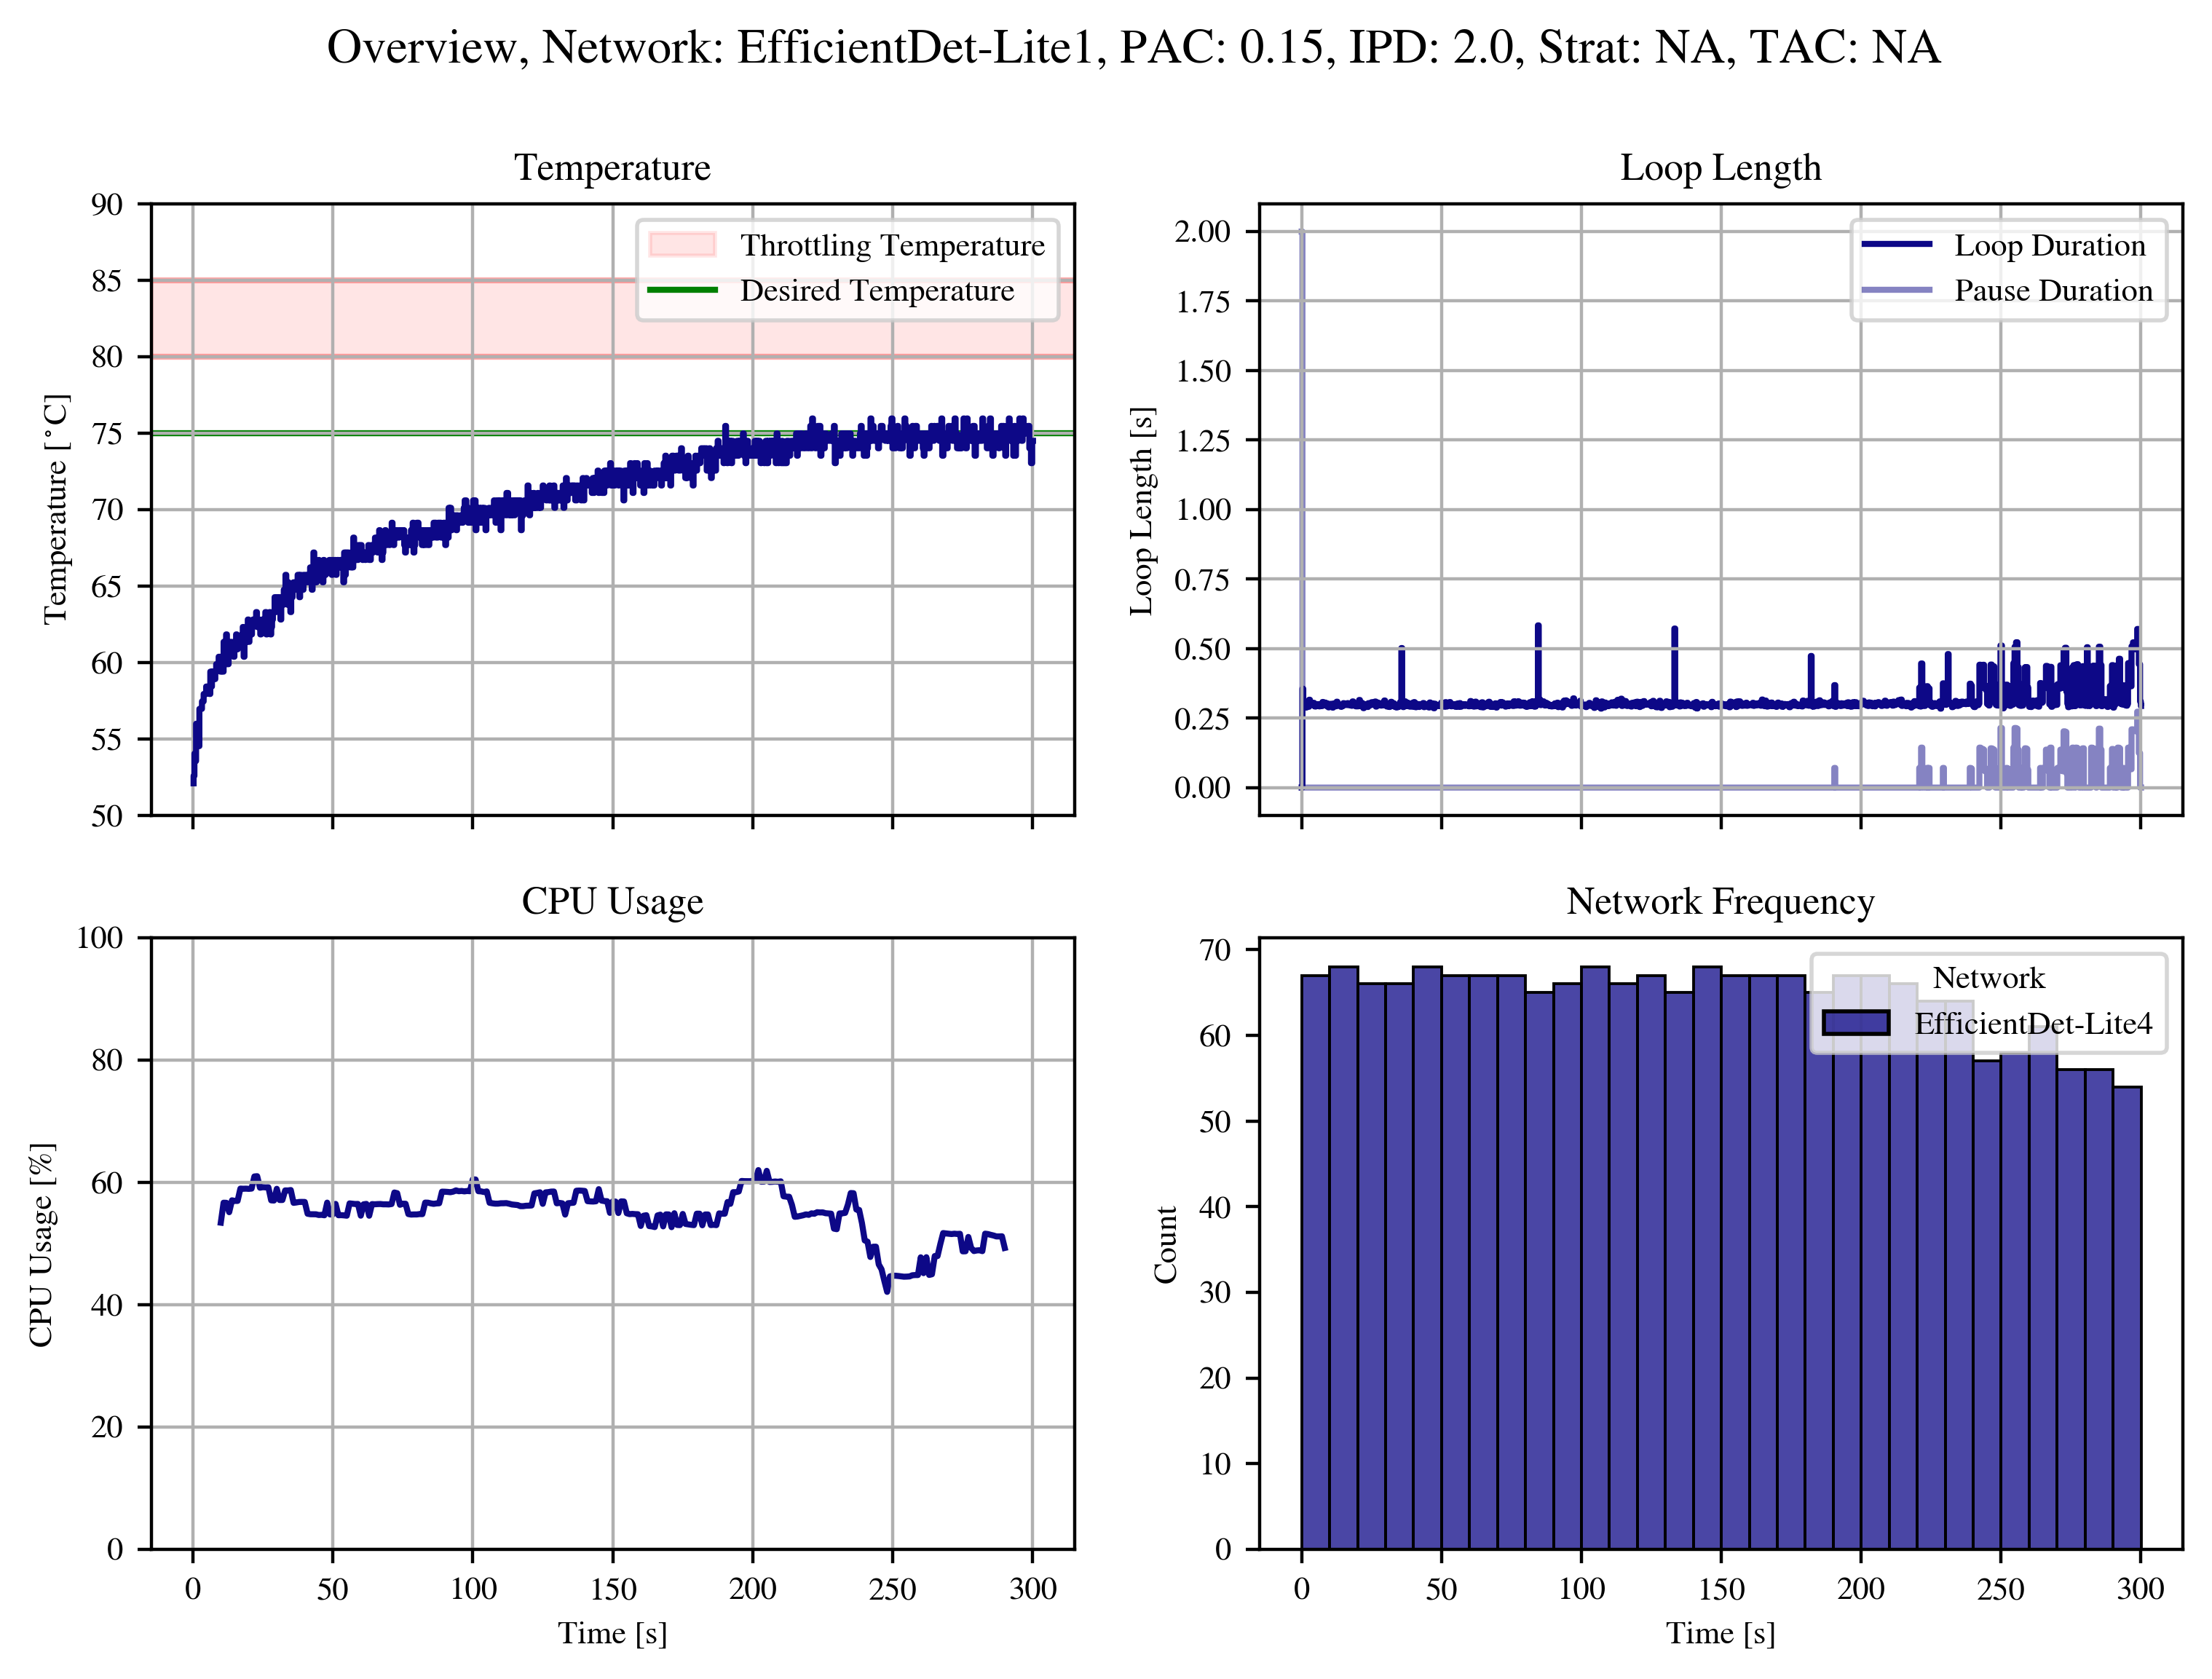 Overview, Network: EfficientDet-Lite1, PAC: 0.15, IPD: 2.0, Strat: NA, TAC: NA
Temperature
90
85
80
75
70
65
60
55
50
Temperature [°C]
Throttling Temperature
Desired Temperature
Loop Length
2.00
1.75
1.50
1.25
1.00
0.75
0.50
0.25
0.00
Loop Length [s]
Loop Duration
Pause Duration
CPU Usage
100
80
60
40
20
0
CPU Usage [%]
0 50 100 150 200 250 300
Time [s]
Network Frequency
70
60
50
40
30
20
10
0
Count
Network
EfficientDet-Lite4
0 50 100 150 200 250 300
Time [s]